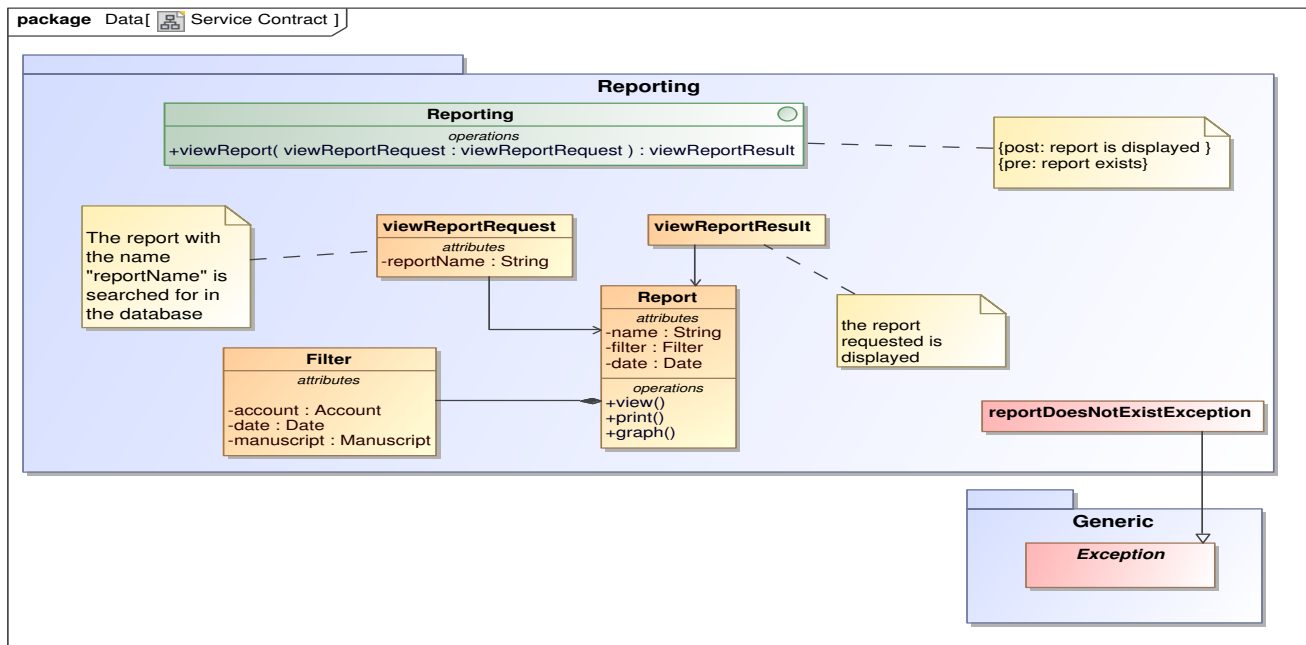 package Data[ Service Contract ]
Reporting
Reporting
operations
+viewReport( viewReportRequest : viewReportRequest ) : viewReportResult
{post: report is displayed }
{pre: report exists}
The report with
the name
"reportName" is
searched for in
the database
viewReportRequest
attributes
-reportName : String
viewReportResult
Report
attributes
-name : String
-filter : Filter
-date : Date
operations
+view()
+print()
+graph()
the report
requested is
displayed
Filter
attributes
-account : Account
-date : Date
-manuscript : Manuscript
reportDoesNotExistException
Generic
Exception